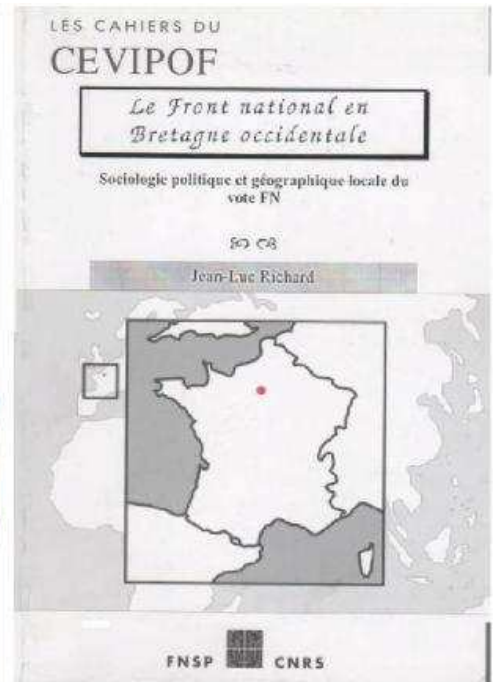 LES CAHIERS DU
CEVIPOF
Le Front national en
Bretagne occidentale
Sociologie politique et géographique locale du
vote FN
Jean-Luc Richard
FNSP CNRS